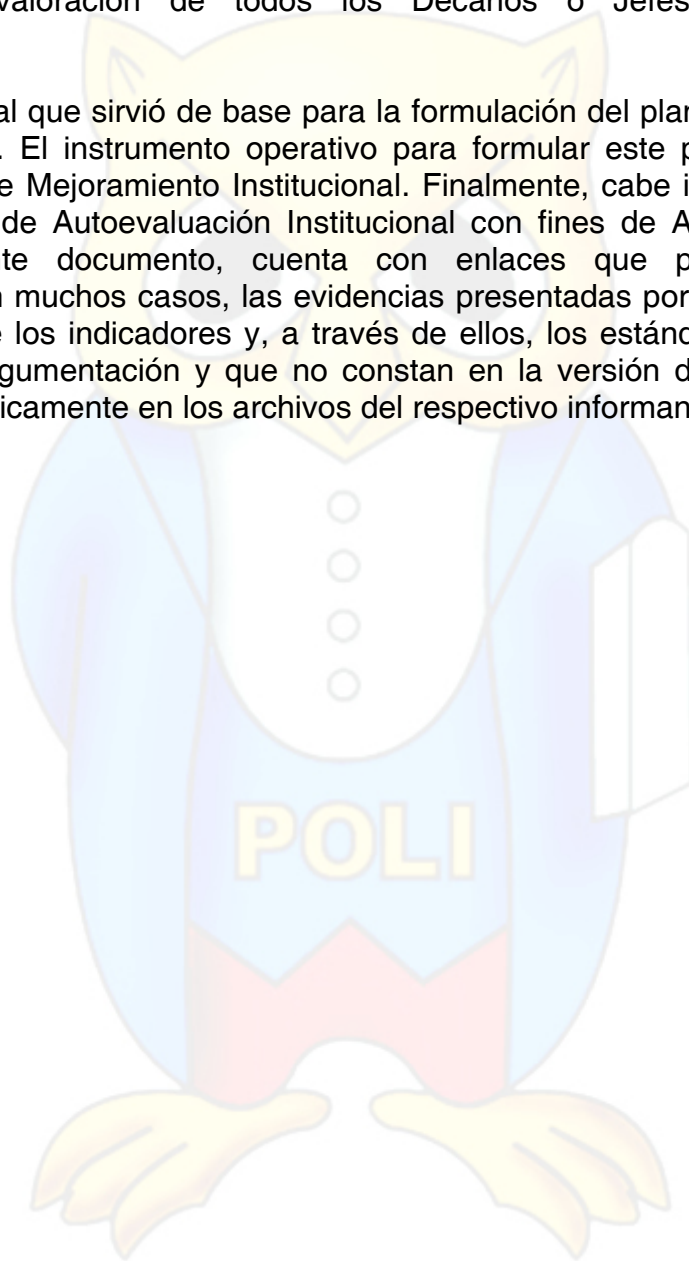 valoración de todos los Decanos o Jefes
al que sirvió de base para la formulación del plan
. El instrumento operativo para formular este p
e Mejoramiento Institucional. Finalmente, cabe i
de Autoevaluación Institucional con fines de A
te documento, cuenta con enlaces que p
n muchos casos, las evidencias presentadas por
e los indicadores y, a través de ellos, los estánd
gumentación y que no constan en la versión d
icamente en los archivos del respectivo informan
POLI